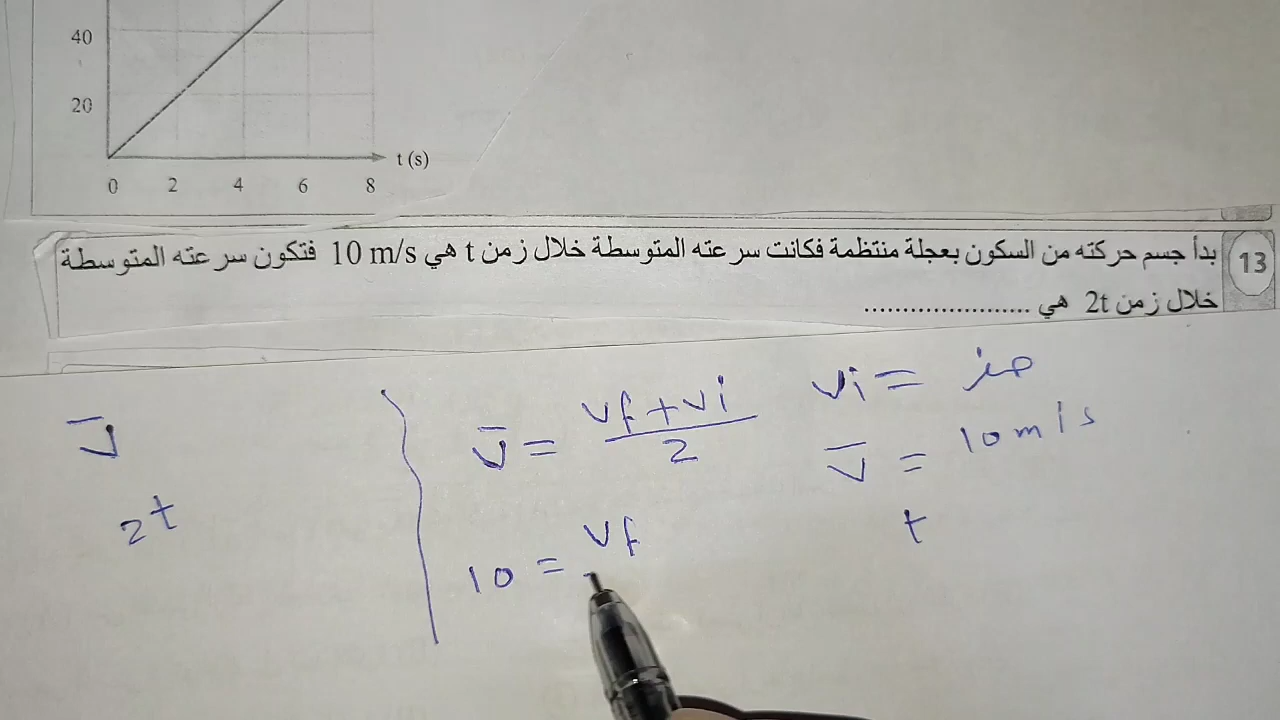 40
20
t (s)
0 2 4 6 8
13 بدأ جسم حركته من السكون بعجلة منتظمة فكانت سرعته المتوسطة خلال زمن t هي 10 m/s فتكون سرعته المتوسطة
خلال زمن 2t هي ......................
vi = صفر
v̄ = 10 m/s
t
v̄ = vf + vi / 2
10 = vf
v̄
2t